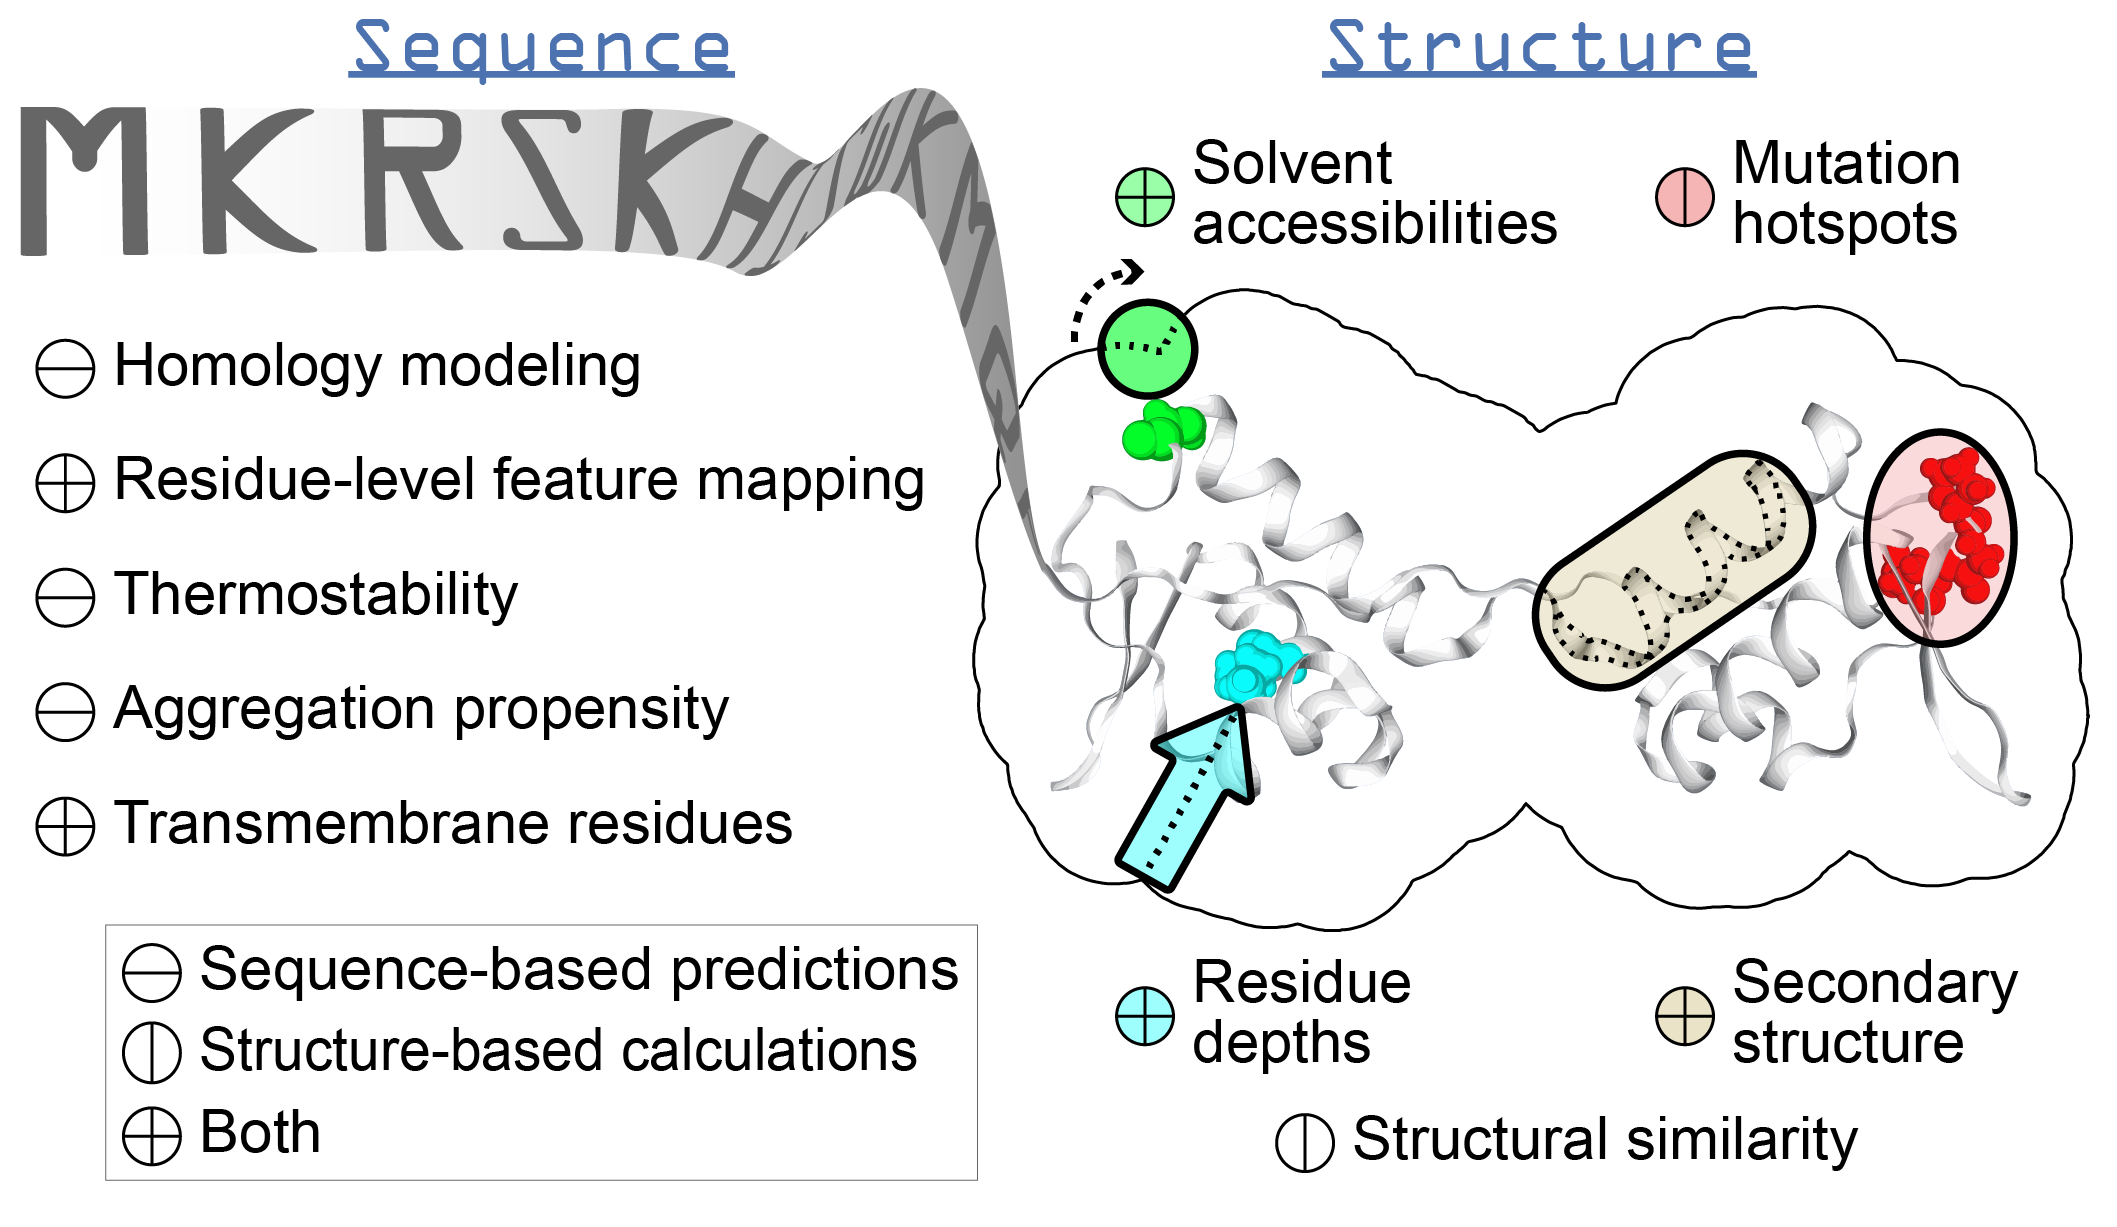 Sequence
Structure
MKRSKH
Solvent
accessibilities
Mutation
hotspots
Homology modeling
Residue-level feature mapping
Thermostability
Aggregation propensity
Transmembrane residues
Sequence-based predictions
Structure-based calculations
Both
Residue
depths
Secondary
structure
Structural similarity